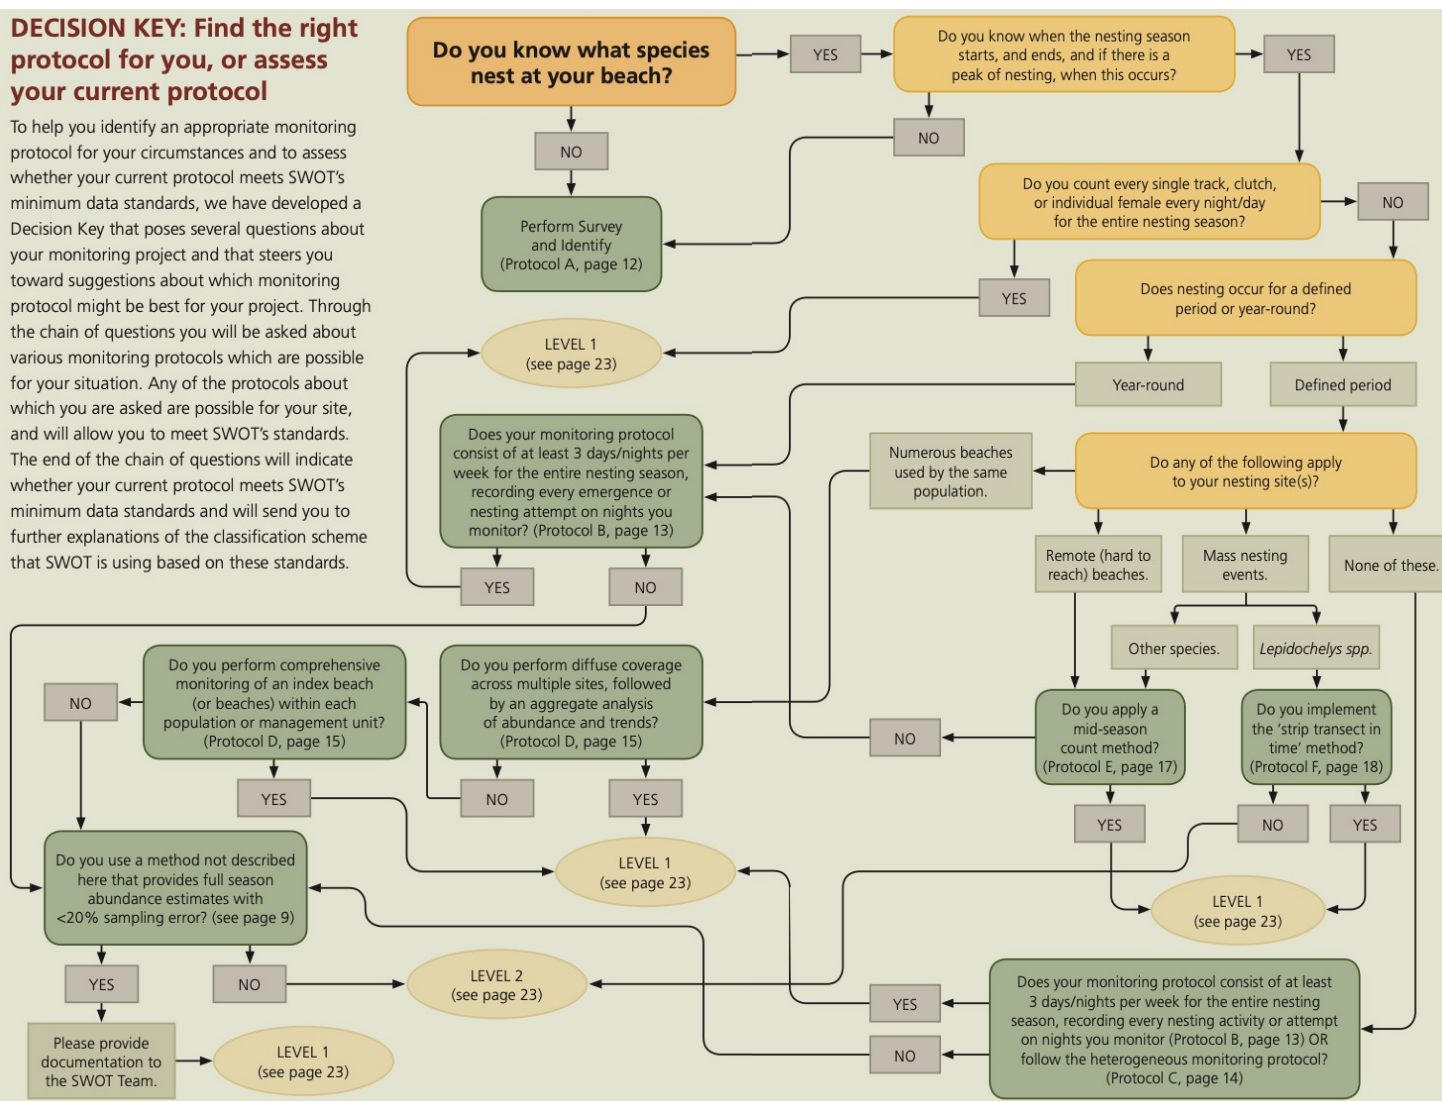 DECISION KEY: Find the right
protocol for you, or assess
your current protocol
To help you identify an appropriate monitoring
protocol for your circumstances and to assess
whether your current protocol meets SWOT's
minimum data standards, we have developed a
Decision Key that poses several questions about
your monitoring project and that steers you
toward suggestions about which monitoring
protocol might be best for your project. Through
the chain of questions you will be asked about
various monitoring protocols which are possible
for your situation. Any of the protocols about
which you are asked are possible for your site,
and will allow you to meet SWOT's standards.
The end of the chain of questions will indicate
whether your current protocol meets SWOT's
minimum data standards and will send you to
further explanations of the classification scheme
that SWOT is using based on these standards.
Do you know what species
nest at your beach?
YES
Do you know when the nesting season
starts, and ends, and if there is a
peak of nesting, when this occurs?
YES
NO
NO
Perform Survey
and Identify
(Protocol A, page 12)
Do you count every single track, clutch,
or individual female every night/day
for the entire nesting season?
NO
YES
LEVEL 1
(see page 23)
Does nesting occur for a defined
period or year-round?
Year-round
Defined period
Does your monitoring protocol
consist of at least 3 days/nights per
week for the entire nesting season,
recording every emergence or
nesting attempt on nights you
monitor? (Protocol B, page 13)
YES
NO
Numerous beaches
used by the same
population.
Do any of the following apply
to your nesting site(s)?
Remote (hard to
reach) beaches.
Mass nesting
events.
None of these.
Other species.
Lepidochelys spp.
NO
Do you perform comprehensive
monitoring of an index beach
(or beaches) within each
population or management unit?
(Protocol D, page 15)
YES
Do you perform diffuse coverage
across multiple sites, followed
by an aggregate analysis
of abundance and trends?
(Protocol D, page 15)
NO
YES
NO
Do you apply a
mid-season
count method?
(Protocol E, page 17)
YES
Do you implement
the 'strip transect in
time' method?
(Protocol F, page 18)
NO
YES
LEVEL 1
(see page 23)
LEVEL 1
(see page 23)
Do you use a method not described
here that provides full season
abundance estimates with
<20% sampling error? (see page 9)
YES
NO
LEVEL 2
(see page 23)
Please provide
documentation to
the SWOT Team.
LEVEL 1
(see page 23)
YES
NO
Does your monitoring protocol consist of at least
3 days/nights per week for the entire nesting
season, recording every nesting activity or attempt
on nights you monitor (Protocol B, page 13) OR
follow the heterogeneous monitoring protocol?
(Protocol C, page 14)